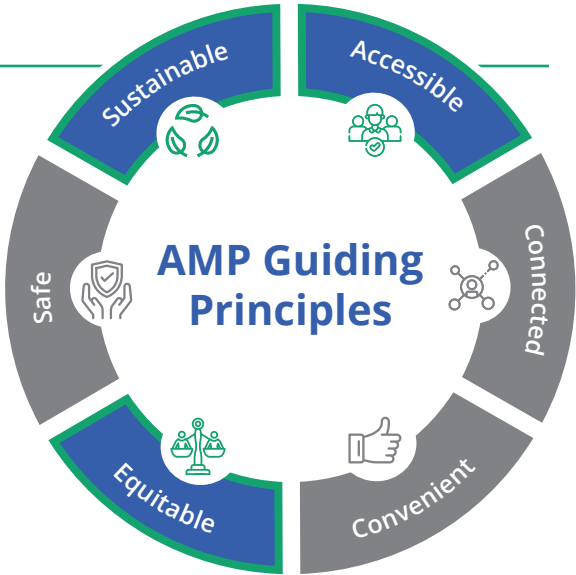 Sustainable
Accessible
Safe
AMP Guiding
Principles
Connected
Equitable
Convenient